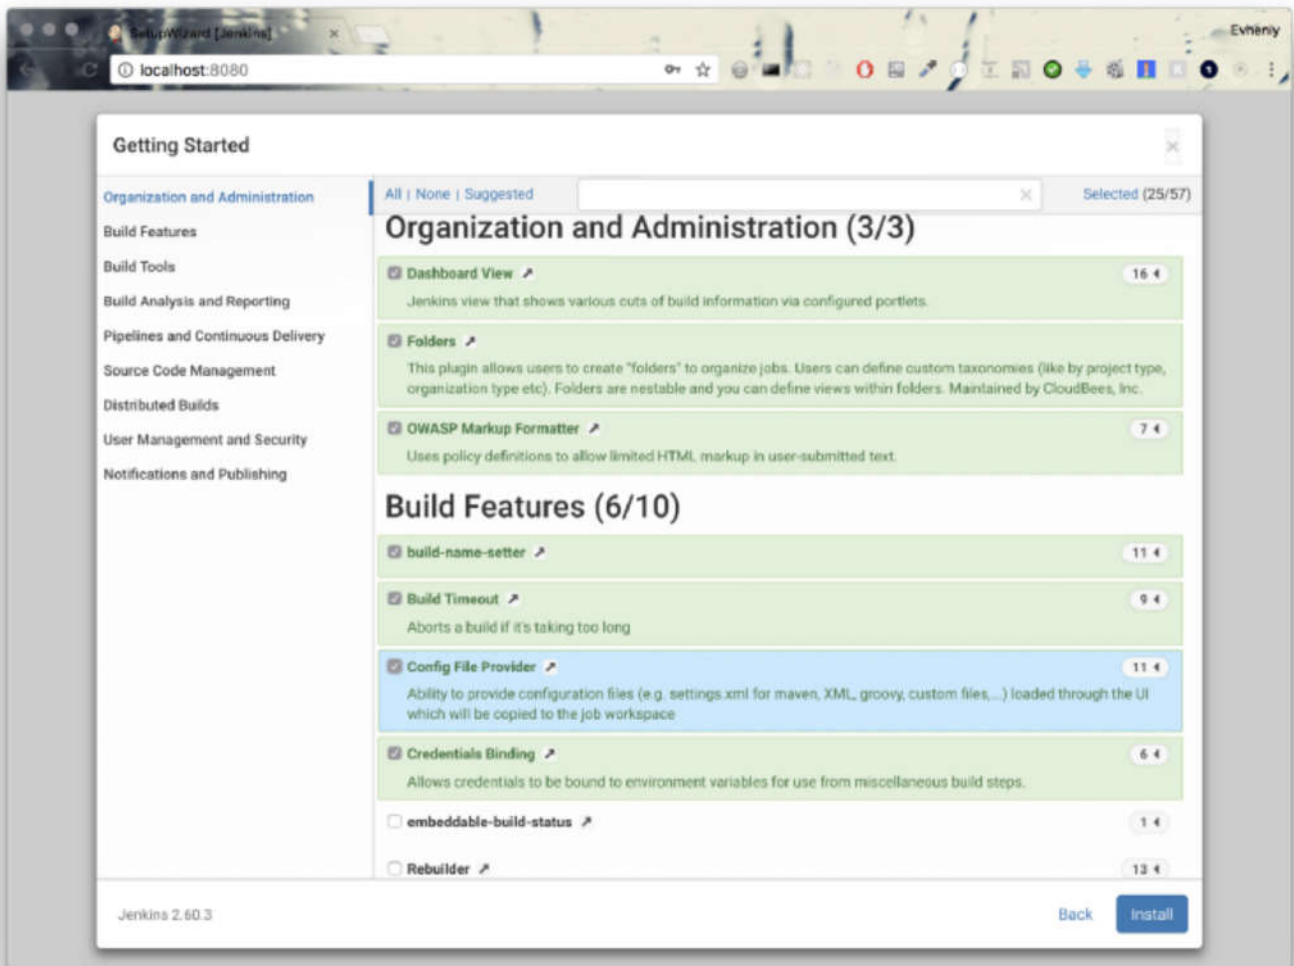 SetupWizard [Jenkins]
Evheniy
localhost:8080
Getting Started
Organization and Administration
Build Features
Build Tools
Build Analysis and Reporting
Pipelines and Continuous Delivery
Source Code Management
Distributed Builds
User Management and Security
Notifications and Publishing
All | None | Suggested
Selected (25/57)
Organization and Administration (3/3)
Dashboard View
16
Jenkins view that shows various cuts of build information via configured portlets.
Folders
This plugin allows users to create "folders" to organize jobs. Users can define custom taxonomies (like by project type,
organization type etc). Folders are nestable and you can define views within folders. Maintained by CloudBees, Inc.
OWASP Markup Formatter
7
Uses policy definitions to allow limited HTML markup in user-submitted text.
Build Features (6/10)
build-name-setter
11
Build Timeout
9
Aborts a build if it's taking too long
Config File Provider
11
Ability to provide configuration files (e.g. settings.xml for maven, XML, groovy, custom files,...) loaded through the UI
which will be copied to the job workspace
Credentials Binding
6
Allows credentials to be bound to environment variables for use from miscellaneous build steps.
embeddable-build-status
1
Rebuilder
13
Jenkins 2.60.3
Back
Install